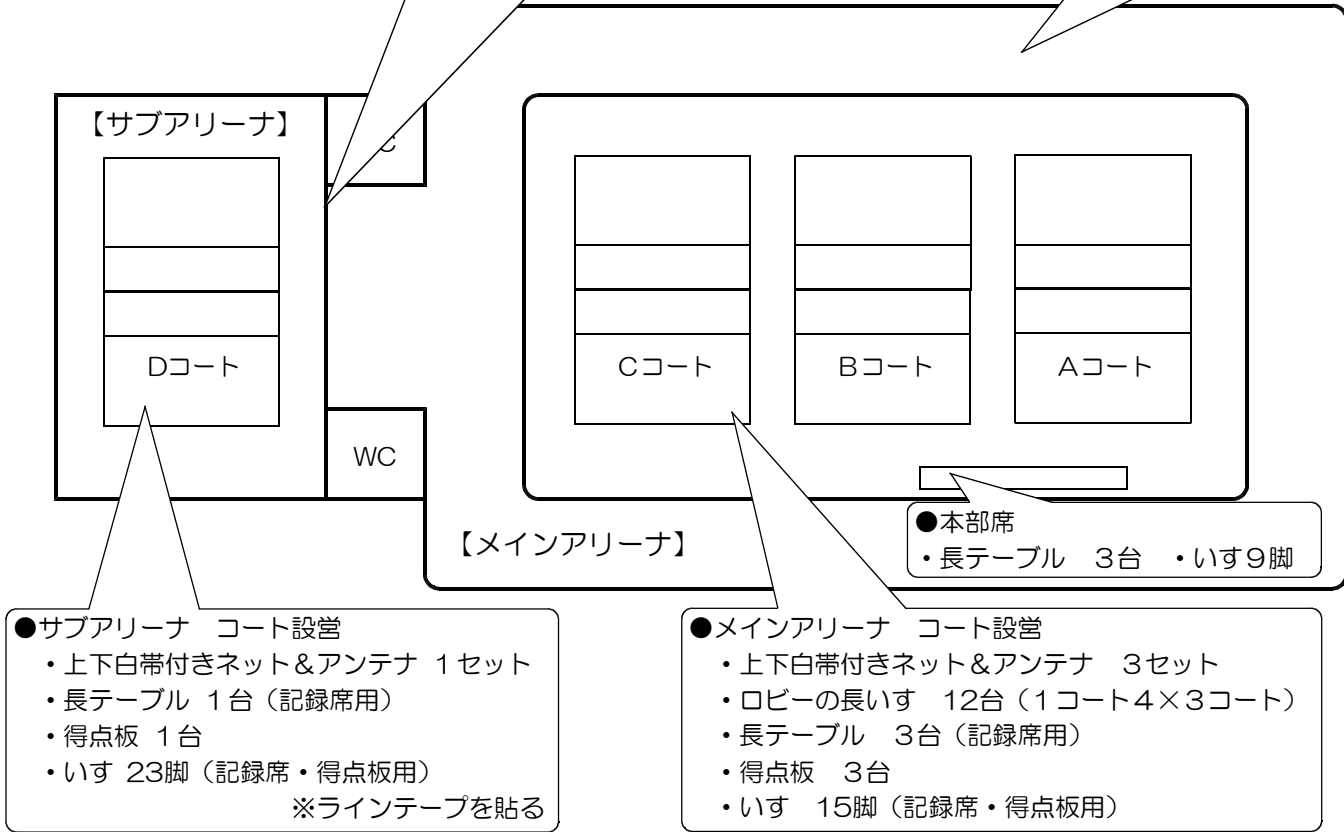 【サブアリーナ】
Dコート
Cコート
Bコート
Aコート
WC
【メインアリーナ】
●本部席
・長テーブル　3台　・いす9脚
●サブアリーナ　コート設営
・上下白帯付きネット＆アンテナ 1セット
・長テーブル 1台（記録席用）
・得点板 1台
・いす 23脚（記録席・得点板用）
※ラインテープを貼る
●メインアリーナ　コート設営
・上下白帯付きネット＆アンテナ　3セット
・ロビーの長いす　12台（1コート4×3コート）
・長テーブル　3台（記録席用）
・得点板　3台
・いす　15脚（記録席・得点板用）